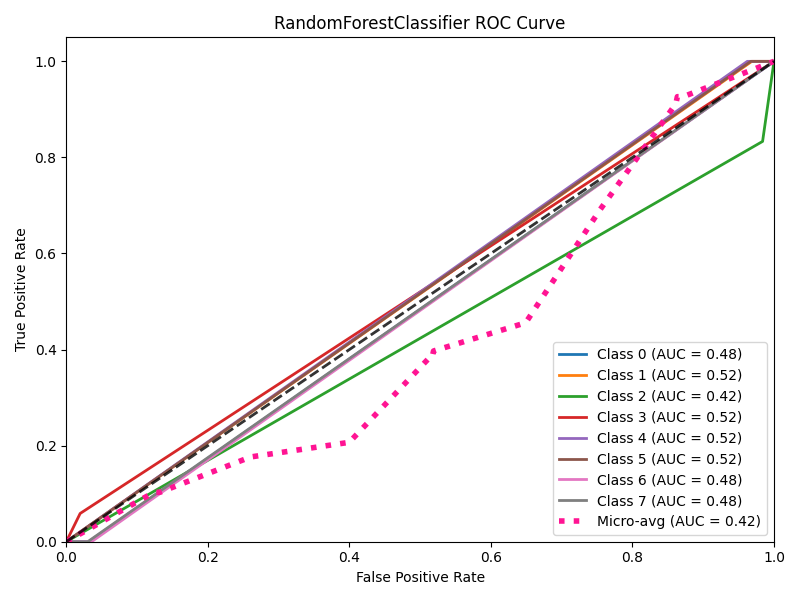 RandomForestClassifier ROC Curve
True Positive Rate
1.0
0.8
0.6
0.4
0.2
0.0
0.0 0.2 0.4 0.6 0.8 1.0
False Positive Rate
Class 0 (AUC = 0.48)
Class 1 (AUC = 0.52)
Class 2 (AUC = 0.42)
Class 3 (AUC = 0.52)
Class 4 (AUC = 0.52)
Class 5 (AUC = 0.52)
Class 6 (AUC = 0.48)
Class 7 (AUC = 0.48)
Micro-avg (AUC = 0.42)